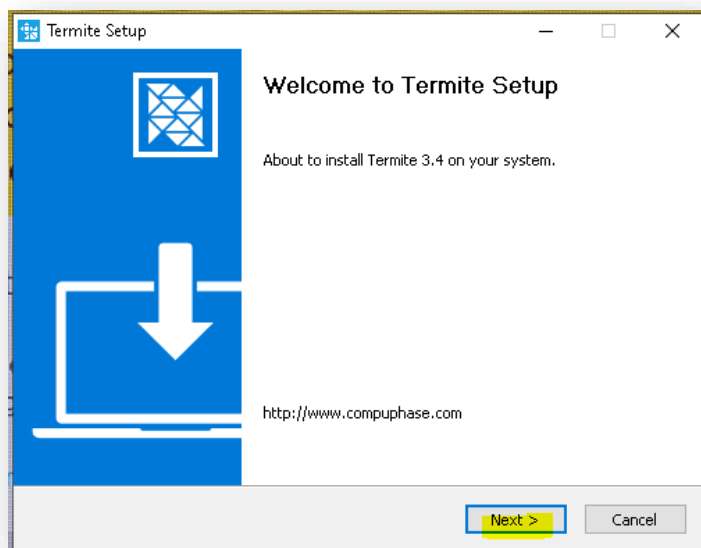 Termite Setup
Welcome to Termite Setup
About to install Termite 3.4 on your system.
http://www.compuphase.com
Next >
Cancel